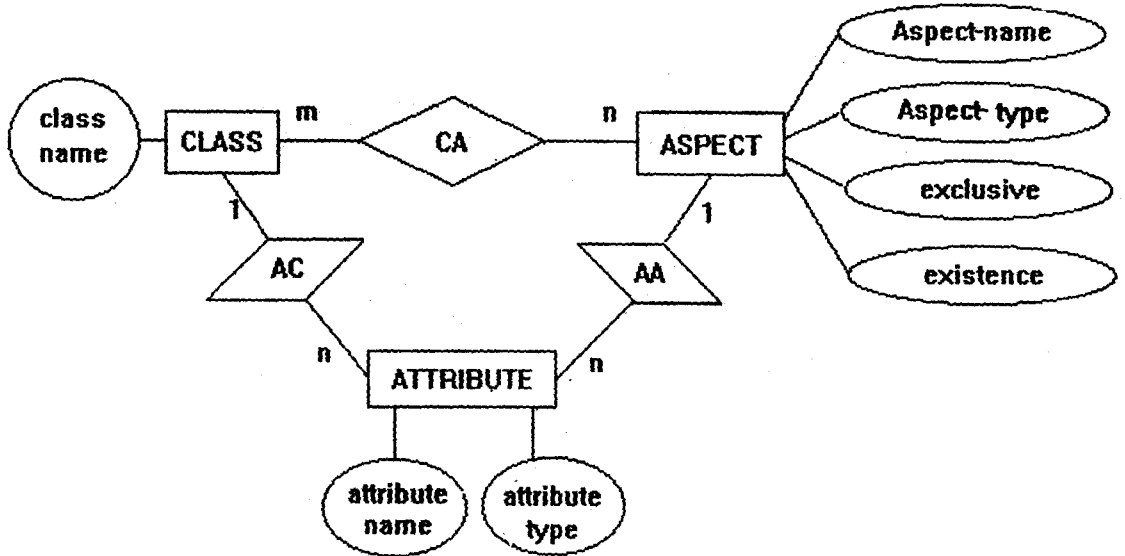 Aspect-name
class
name
CLASS
m
CA
n
ASPECT
Aspect-type
exclusive
existence
1
AC
n
1
AA
n
ATTRIBUTE
attribute
name
attribute
type